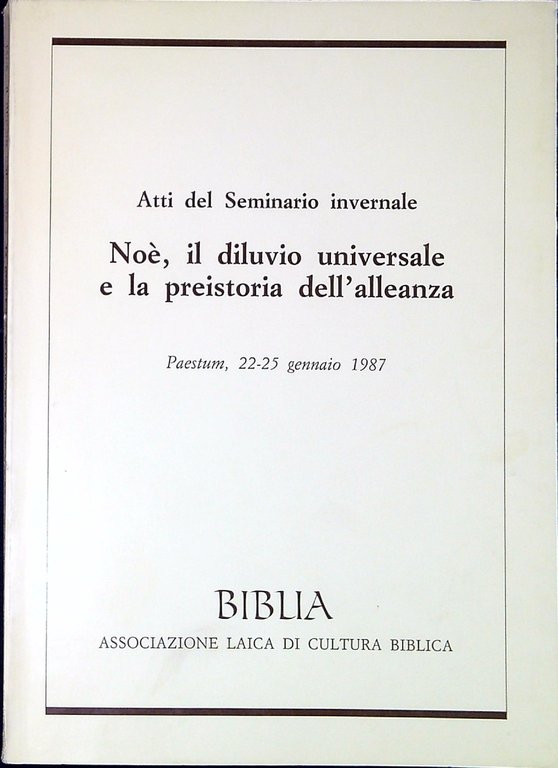 Atti del Seminario invernale
Noè, il diluvio universale
e la preistoria dell'alleanza
Paestum, 22-25 gennaio 1987
BIBLIA
ASSOCIAZIONE LAICA DI CULTURA BIBLICA